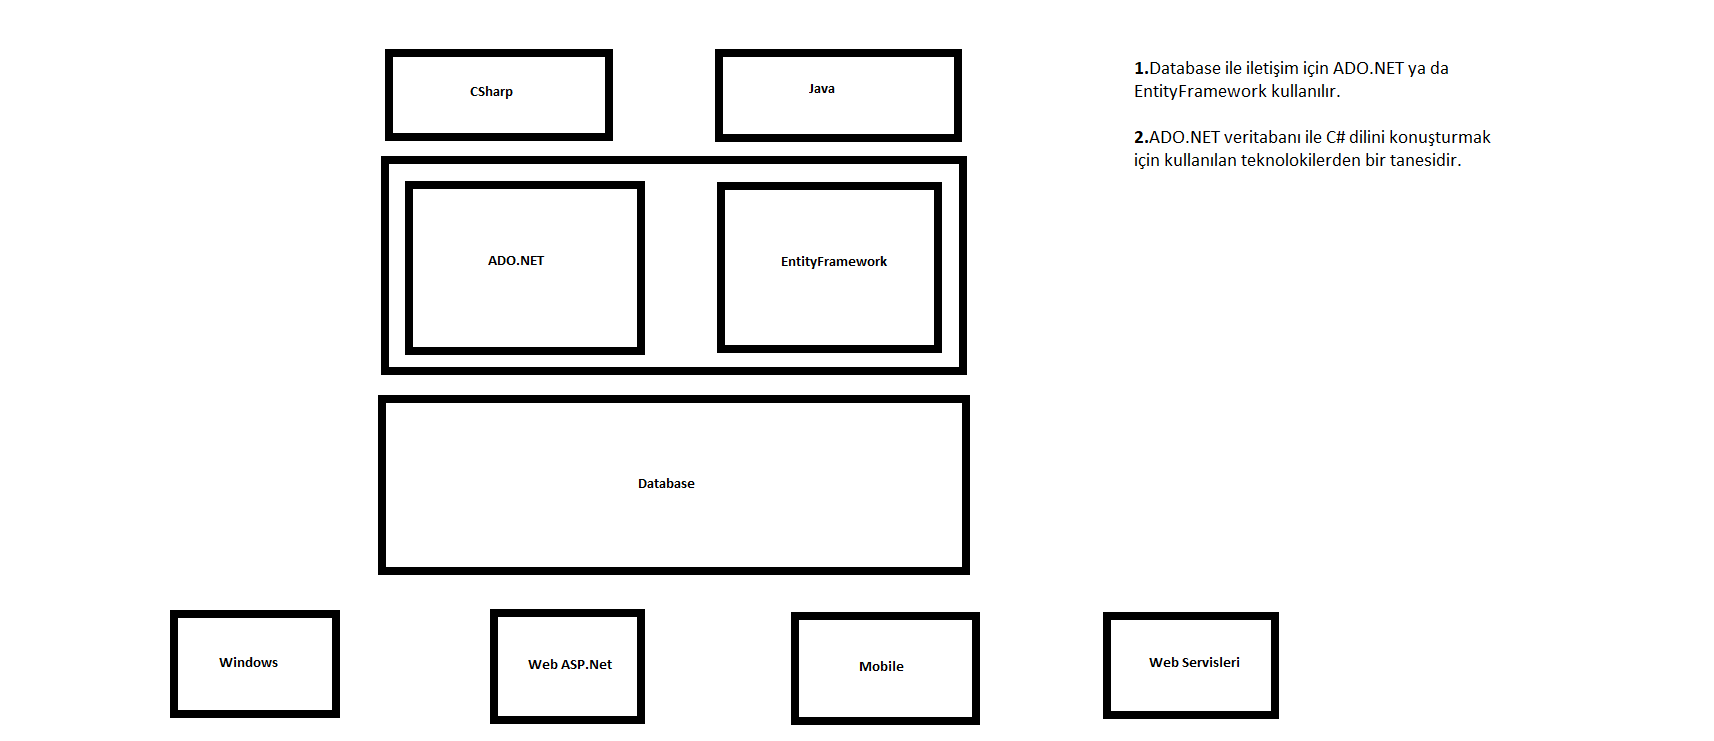 CSharp
Java
1.Database ile iletişim için ADO.NET ya da
EntityFramework kullanılır.
2.ADO.NET veritabanı ile C# dilini konuşturmak
için kullanılan teknolokilerden bir tanesidir.
ADO.NET
EntityFramework
Database
Windows
Web ASP.Net
Mobile
Web Servisleri